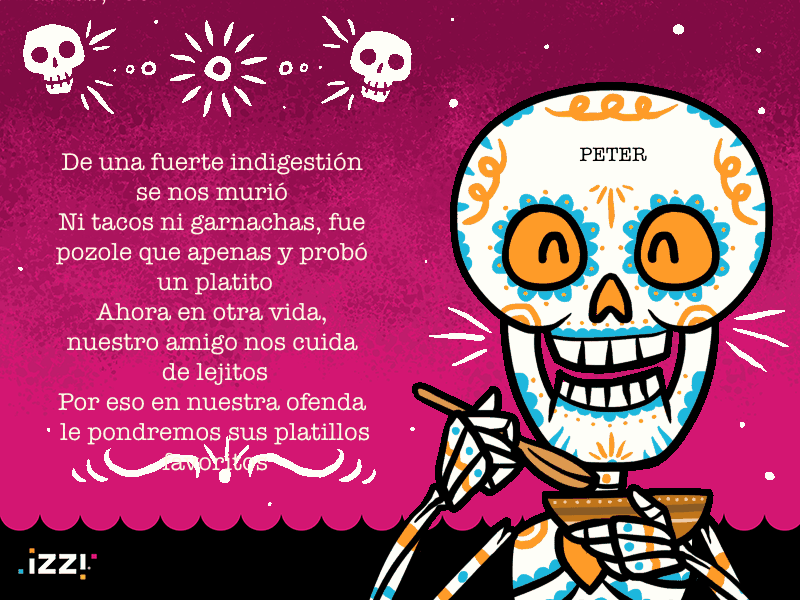 De una fuerte indigestión
se nos murió
Ni tacos ni garnachas, fue
pozole que apenas y probó
un platito
Ahora en otra vida,
nuestro amigo nos cuida
de lejitos
Por eso en nuestra ofenda
le pondremos sus platillos
favoritos
PETER
izzi